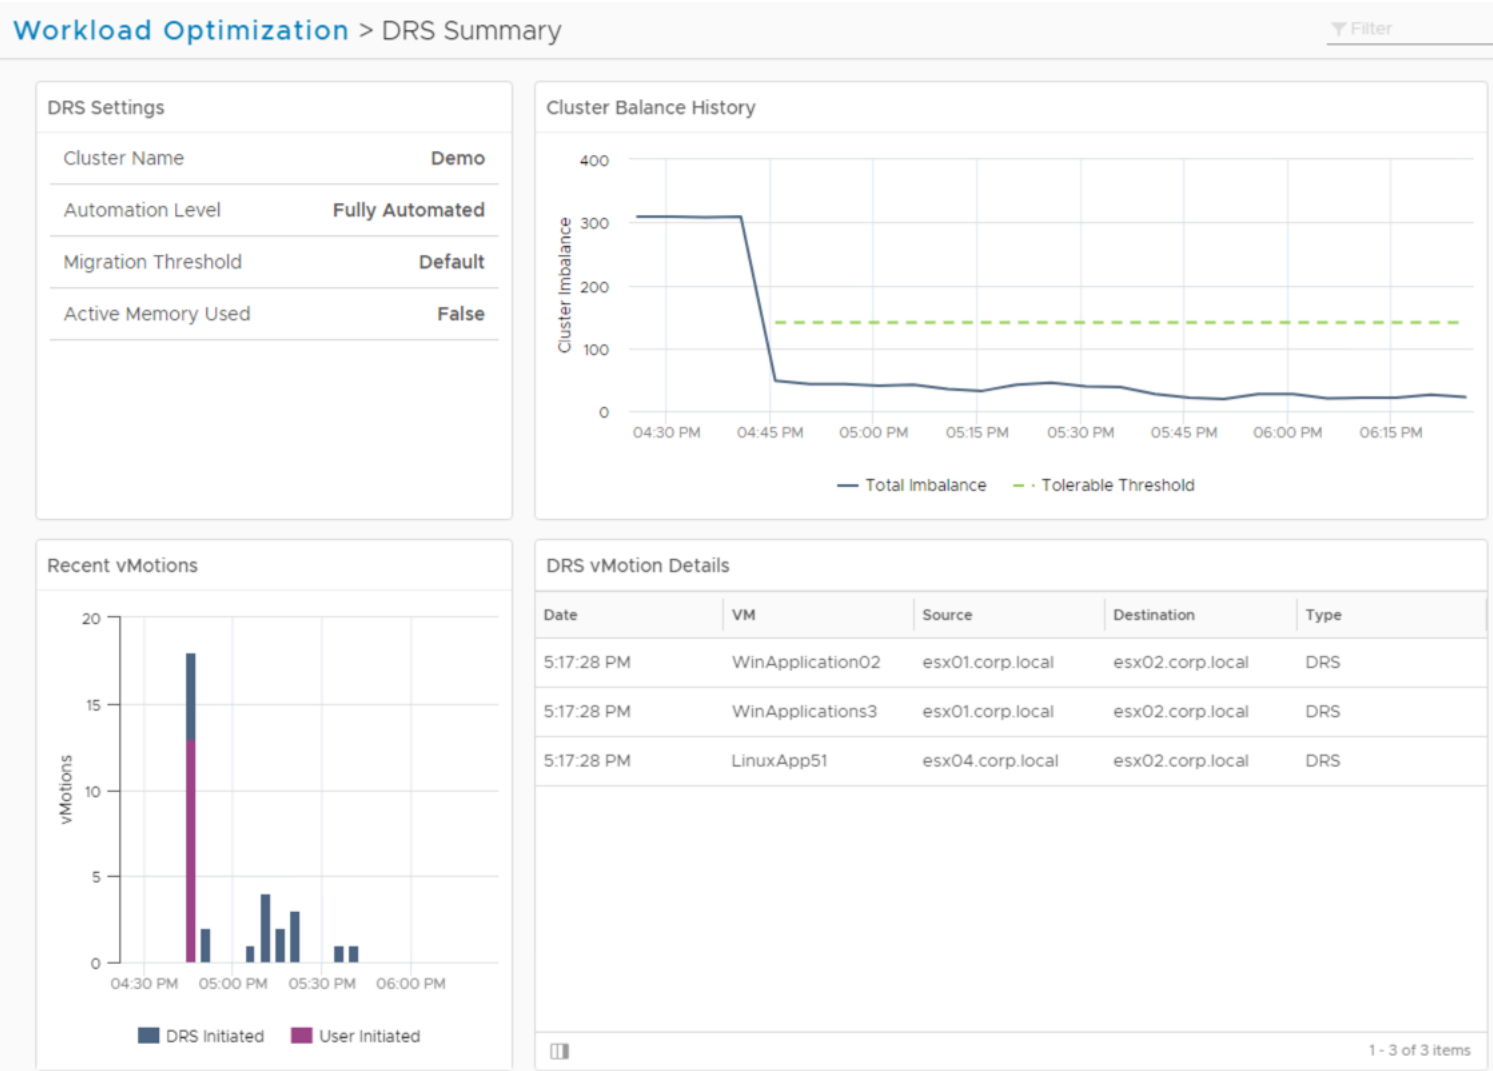 Workload Optimization > DRS Summary
Filter
DRS Settings
Cluster Name Demo
Automation Level Fully Automated
Migration Threshold Default
Active Memory Used False
Cluster Balance History
400
300
200
100
0
Cluster Imbalance
04:30 PM 04:45 PM 05:00 PM 05:15 PM 05:30 PM 05:45 PM 06:00 PM 06:15 PM
Total Imbalance Tolerable Threshold
Recent vMotions
20
15
10
5
0
vMotions
04:30 PM 05:00 PM 05:30 PM 06:00 PM
DRS Initiated User Initiated
DRS vMotion Details
Date VM Source Destination Type
5:17:28 PM WinApplication02 esx01.corp.local esx02.corp.local DRS
5:17:28 PM WinApplications3 esx01.corp.local esx02.corp.local DRS
5:17:28 PM LinuxApp51 esx04.corp.local esx02.corp.local DRS
1 - 3 of 3 items